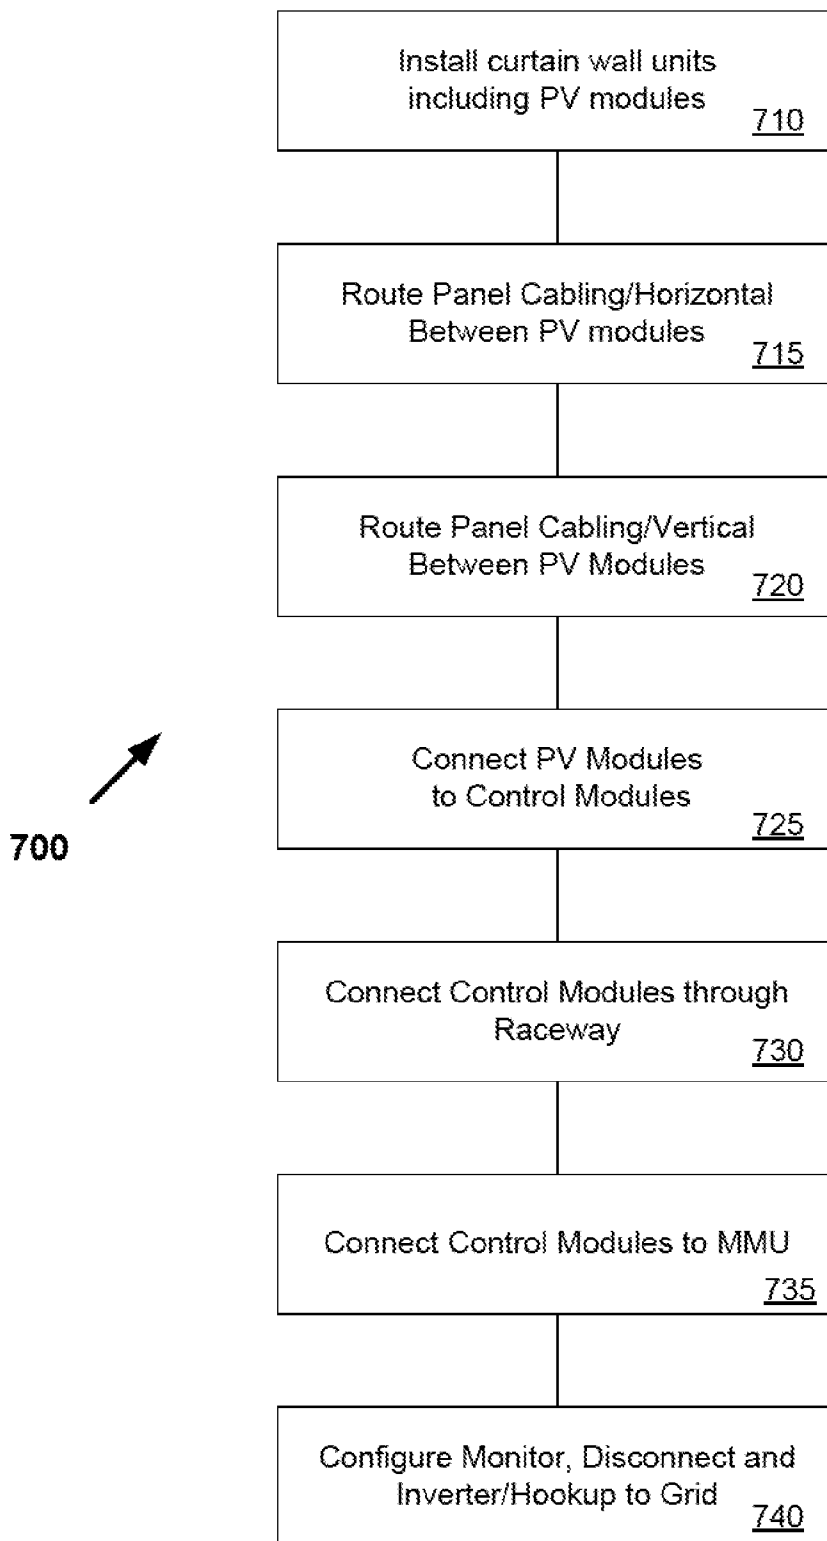 Install curtain wall units
including PV modules
710
Route Panel Cabling/Horizontal
Between PV modules
715
Route Panel Cabling/Vertical
Between PV Modules
720
Connect PV Modules
to Control Modules
725
700
Connect Control Modules through
Raceway
730
Connect Control Modules to MMU
735
Configure Monitor, Disconnect and
Inverter/Hookup to Grid
740